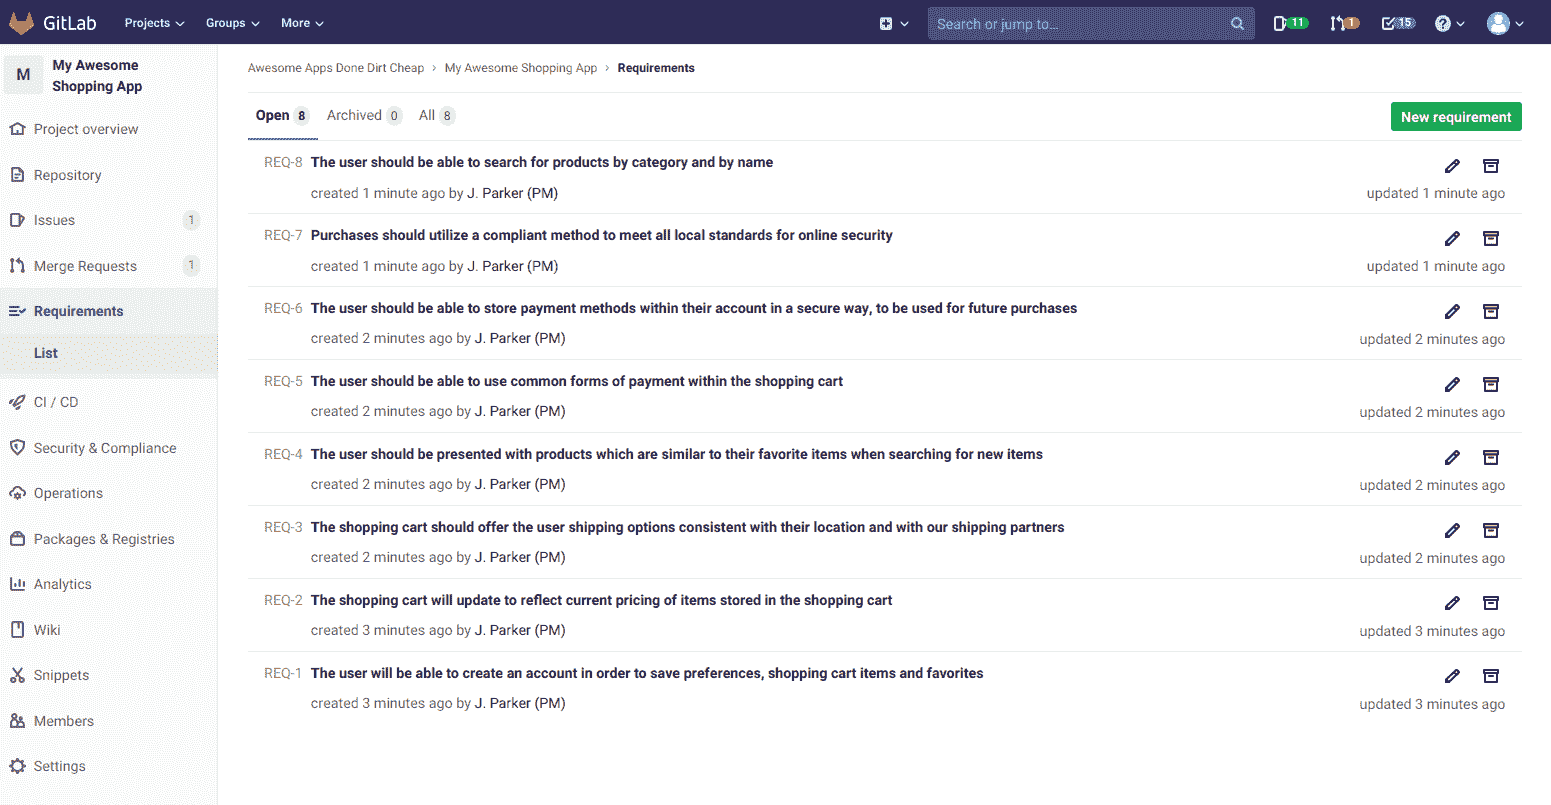 GitLab
Projects Groups More
Search or jump to...
11 1 15
M
My Awesome
Shopping App
Project overview
Repository
Issues 1
Merge Requests 1
Requirements
List
CI / CD
Security & Compliance
Operations
Packages & Registries
Analytics
Wiki
Snippets
Members
Settings
Awesome Apps Done Dirt Cheap › My Awesome Shopping App › Requirements
Open 8 Archived 0 All 8
New requirement
REQ-8 The user should be able to search for products by category and by name
created 1 minute ago by J. Parker (PM) updated 1 minute ago
REQ-7 Purchases should utilize a compliant method to meet all local standards for online security
created 1 minute ago by J. Parker (PM) updated 1 minute ago
REQ-6 The user should be able to store payment methods within their account in a secure way, to be used for future purchases
created 2 minutes ago by J. Parker (PM) updated 2 minutes ago
REQ-5 The user should be able to use common forms of payment within the shopping cart
created 2 minutes ago by J. Parker (PM) updated 2 minutes ago
REQ-4 The user should be presented with products which are similar to their favorite items when searching for new items
created 2 minutes ago by J. Parker (PM) updated 2 minutes ago
REQ-3 The shopping cart should offer the user shipping options consistent with their location and with our shipping partners
created 2 minutes ago by J. Parker (PM) updated 2 minutes ago
REQ-2 The shopping cart will update to reflect current pricing of items stored in the shopping cart
created 3 minutes ago by J. Parker (PM) updated 3 minutes ago
REQ-1 The user will be able to create an account in order to save preferences, shopping cart items and favorites
created 3 minutes ago by J. Parker (PM) updated 3 minutes ago